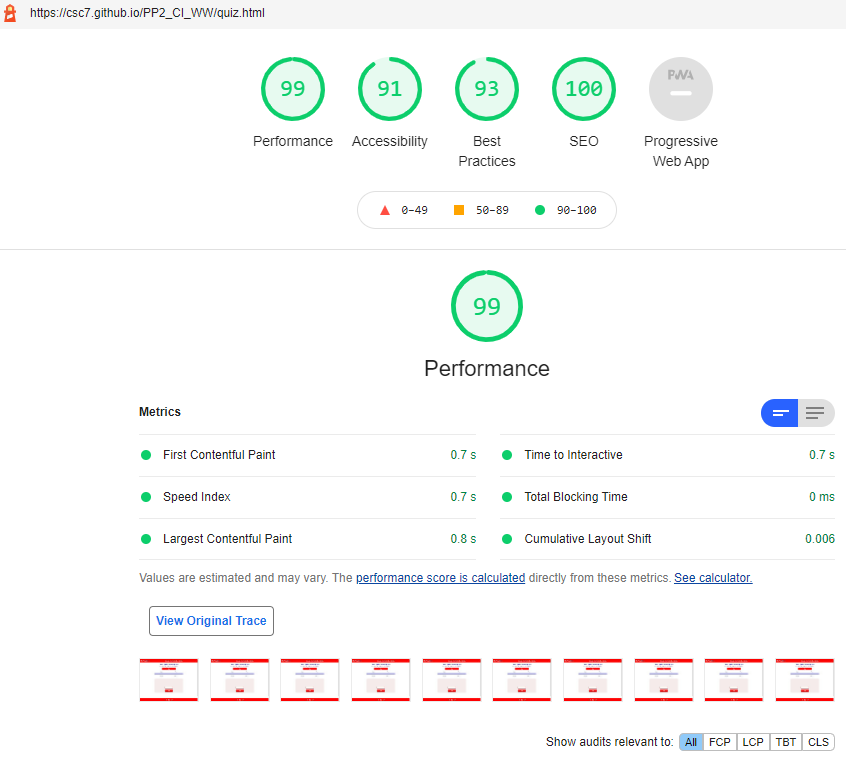 https://csc7.github.io/PP2_CI_WW/quiz.html
99 91 93 100 PWA
Performance Accessibility Best Practices SEO Progressive Web App
0–49 50–89 90–100
99
Performance
Metrics
First Contentful Paint 0.7 s Time to Interactive 0.7 s
Speed Index 0.7 s Total Blocking Time 0 ms
Largest Contentful Paint 0.8 s Cumulative Layout Shift 0.006
Values are estimated and may vary. The performance score is calculated directly from these metrics. See calculator.
View Original Trace
Show audits relevant to: All FCP LCP TBT CLS